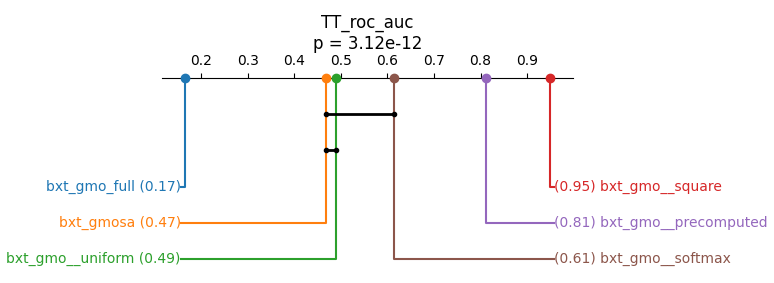 TT_roc_auc
p = 3.12e-12
0.2 0.3 0.4 0.5 0.6 0.7 0.8 0.9
bxt_gmo_full (0.17) (0.95) bxt_gmo__square
bxt_gmosa (0.47) (0.81) bxt_gmo__precomputed
bxt_gmo__uniform (0.49) (0.61) bxt_gmo__softmax